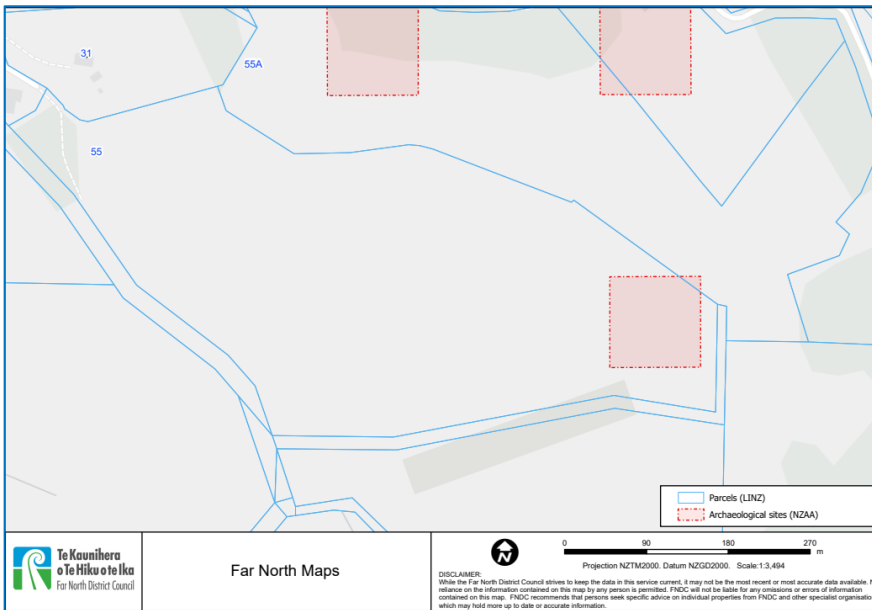 31
55A
55
Parcels (LINZ)
Archaeological sites (NZAA)
Te Kaunihera
o Te Hiku o te Ika
Far North District Council
Far North Maps
0 90 180 270
m
Projection NZTM2000. Datum NZGD2000. Scale:1:3,494
DISCLAIMER:
While the Far North District Council strives to keep the data in this service current, it may not be the most recent or most accurate data available.
reliance on the information contained on this map by any person is permitted. FNDC will not be liable for any omissions or errors of information
contained on this map. FNDC recommends that persons seek specific advice on individual properties from FNDC and other specialist
which may hold more up to date or accurate information.